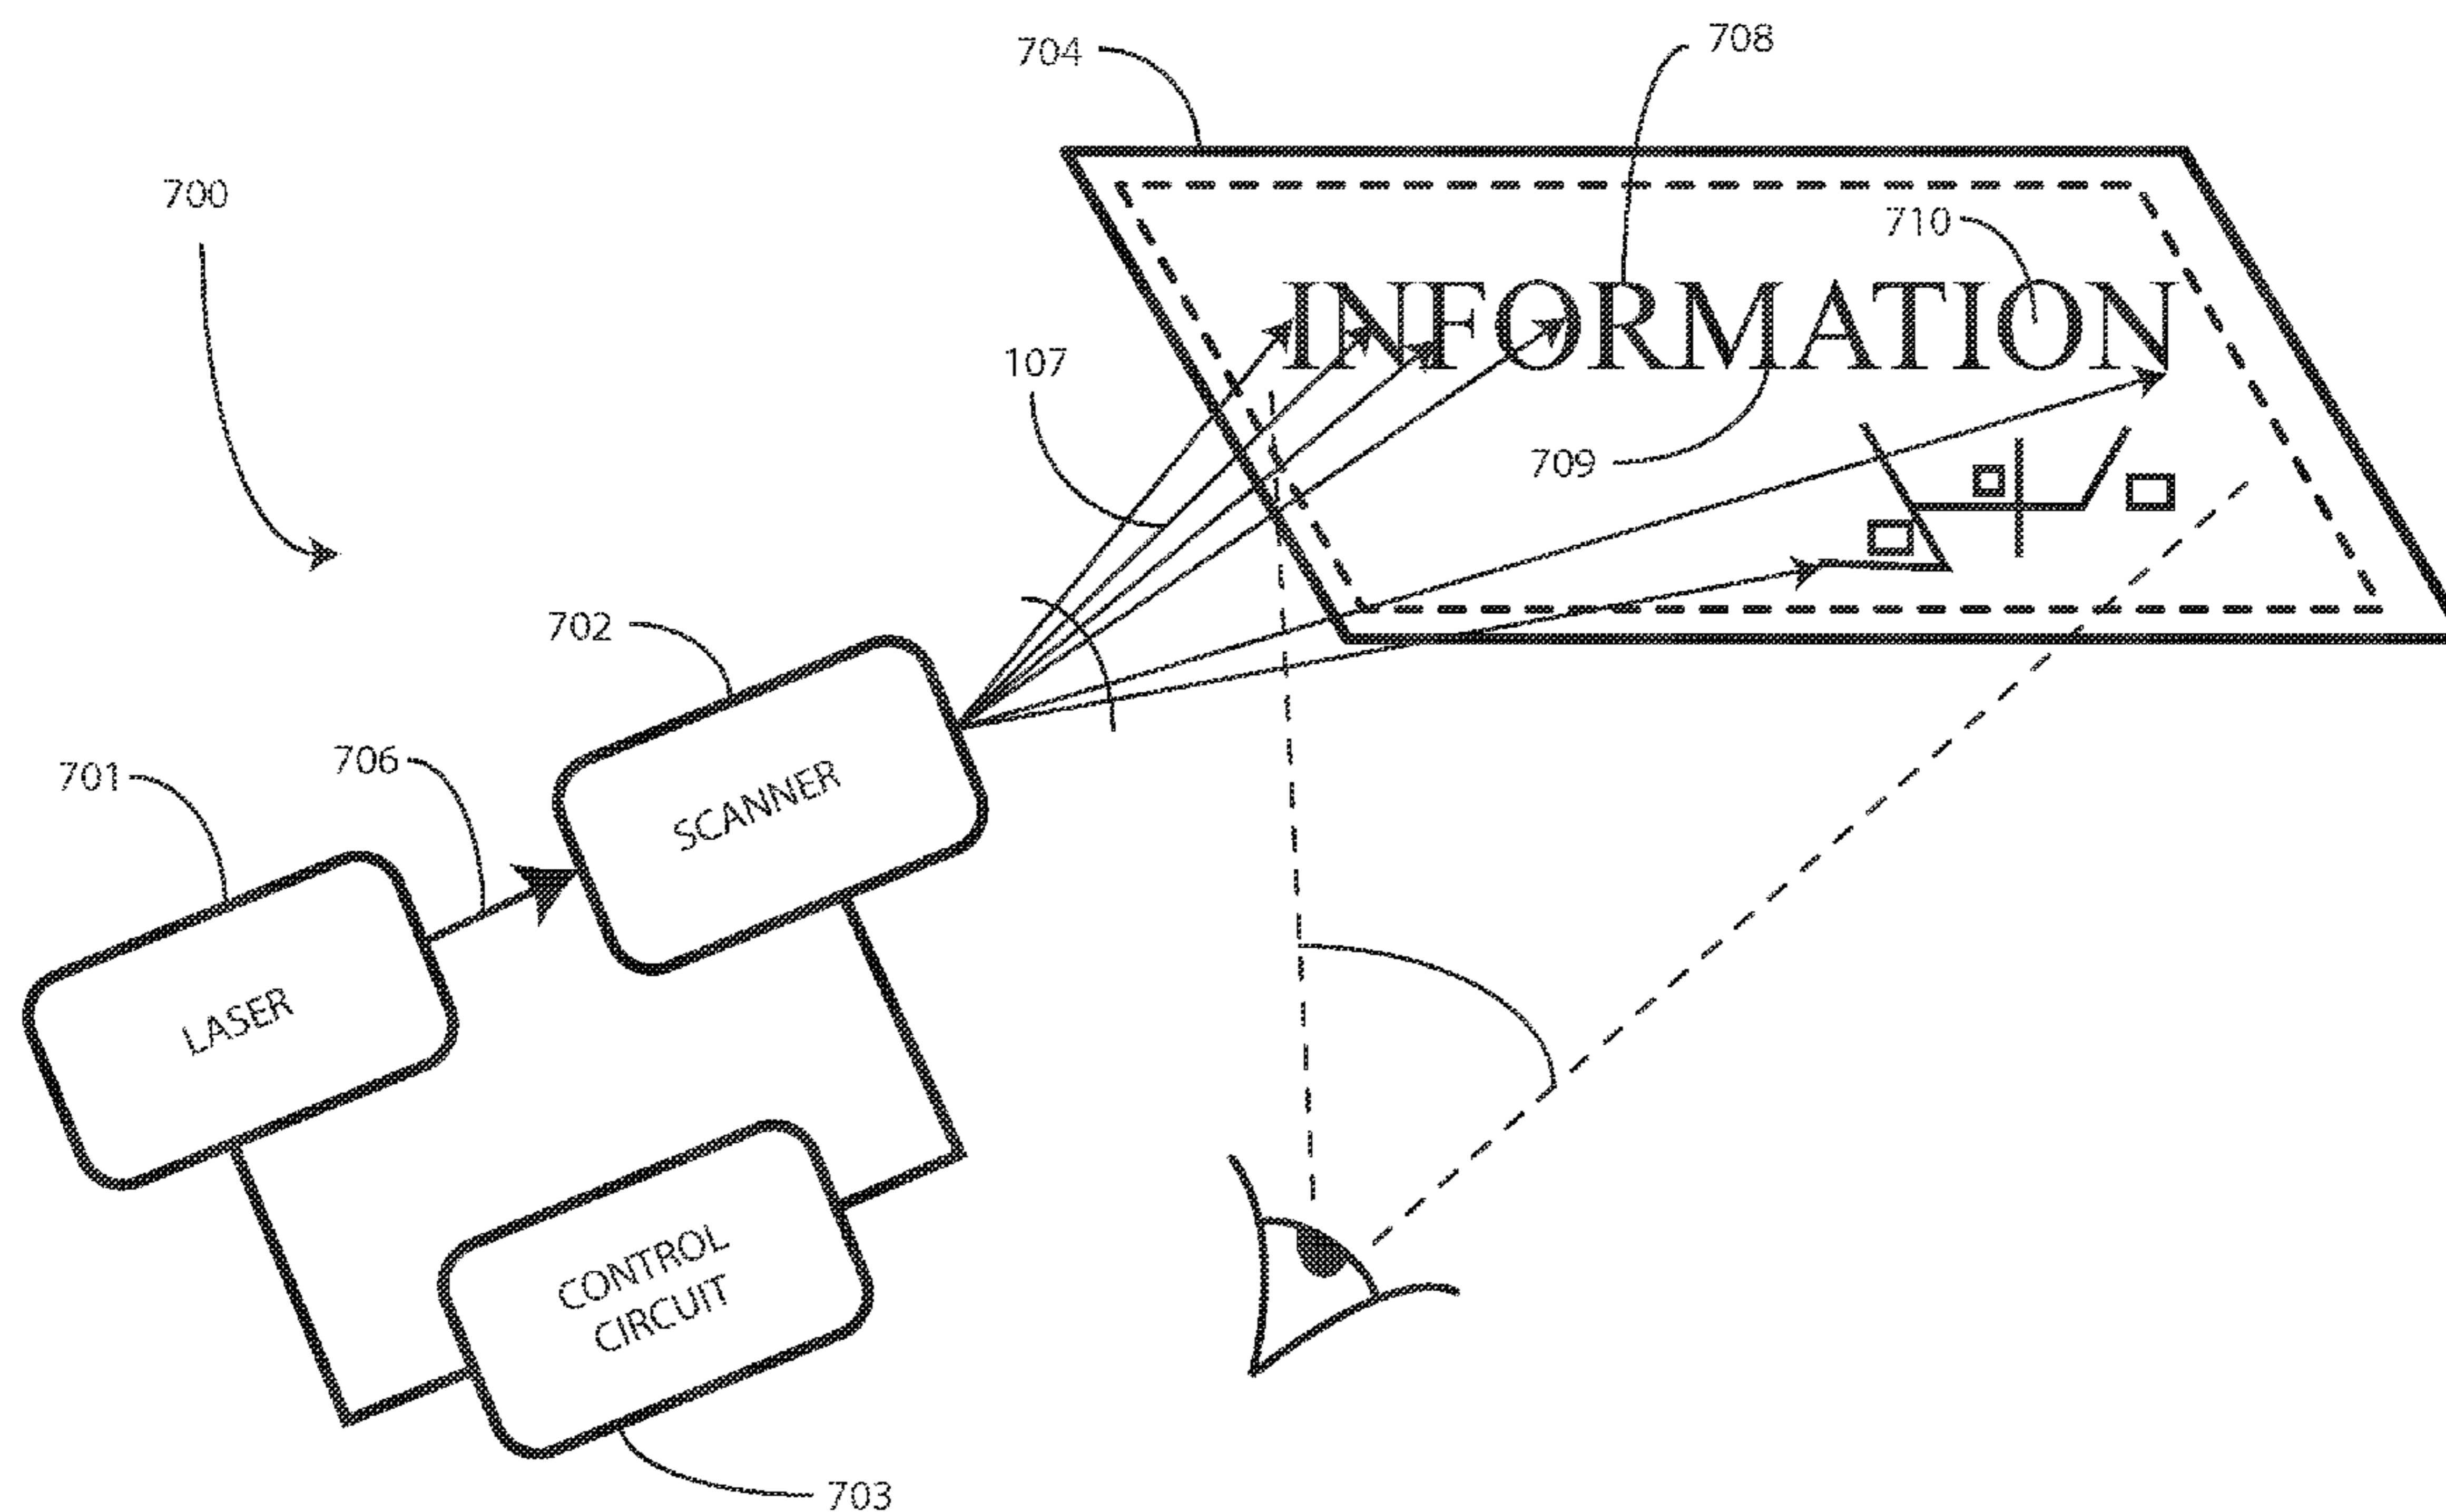 704
708
700
710
INFORMATION
107
709
702
706
701
SCANNER
LASER
CONTROL
CIRCUIT
703